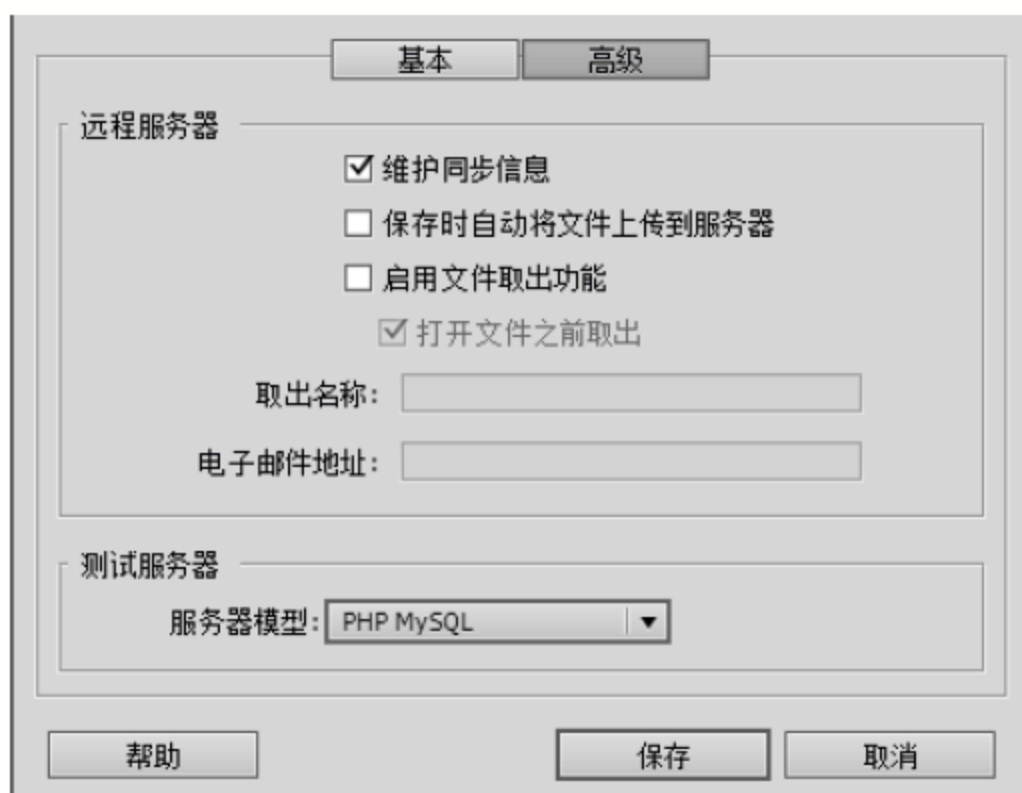 基本 高级
远程服务器
维护同步信息
保存时自动将文件上传到服务器
启用文件取出功能
打开文件之前取出
取出名称：
电子邮件地址：
测试服务器
服务器模型： PHP MySQL
帮助 保存 取消